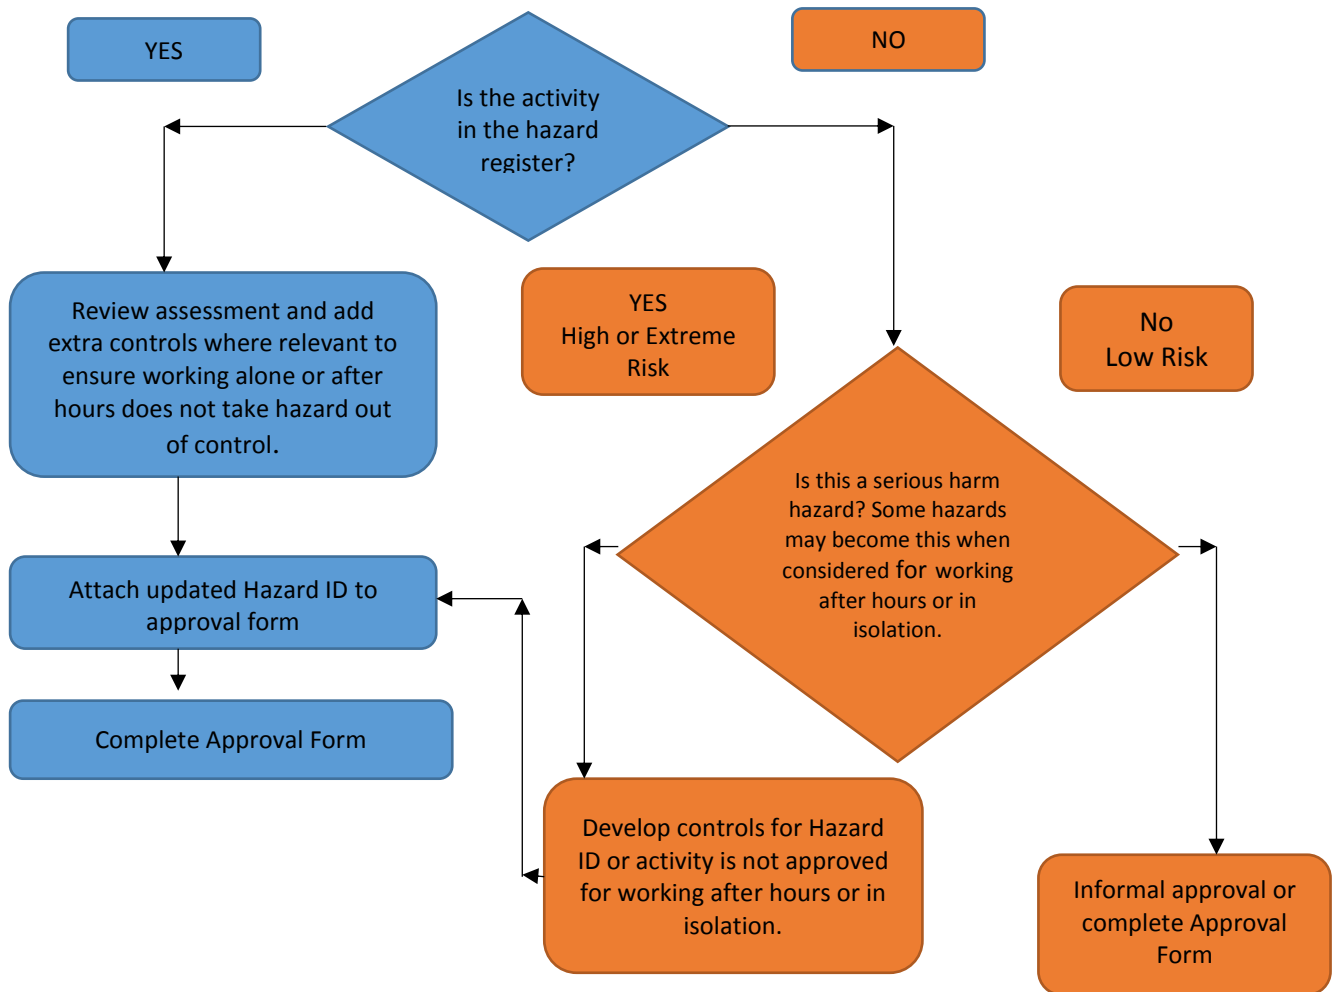 YES
NO
Is the activity
in the hazard
register?
Review assessment and add
extra controls where relevant to
ensure working alone or after
hours does not take hazard out
of control.
YES
High or Extreme
Risk
No
Low Risk
Is this a serious harm
hazard? Some hazards
may become this when
considered for working
after hours or in
isolation.
Attach updated Hazard ID to
approval form
Complete Approval Form
Develop controls for Hazard
ID or activity is not approved
for working after hours or in
isolation.
Informal approval or
complete Approval
Form